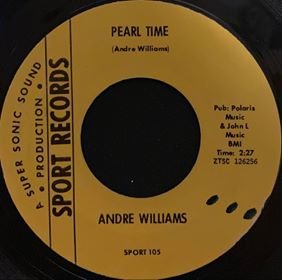 PEARL TIME
(Andre Williams)
SUPER SONIC SOUND
A • PRODUCTION •
SPORT RECORDS
Pub: Polaris
Music
& John L
Music
BMI
Time: 2:27
ZTSC 126256
ANDRE WILLIAMS
SPORT 105